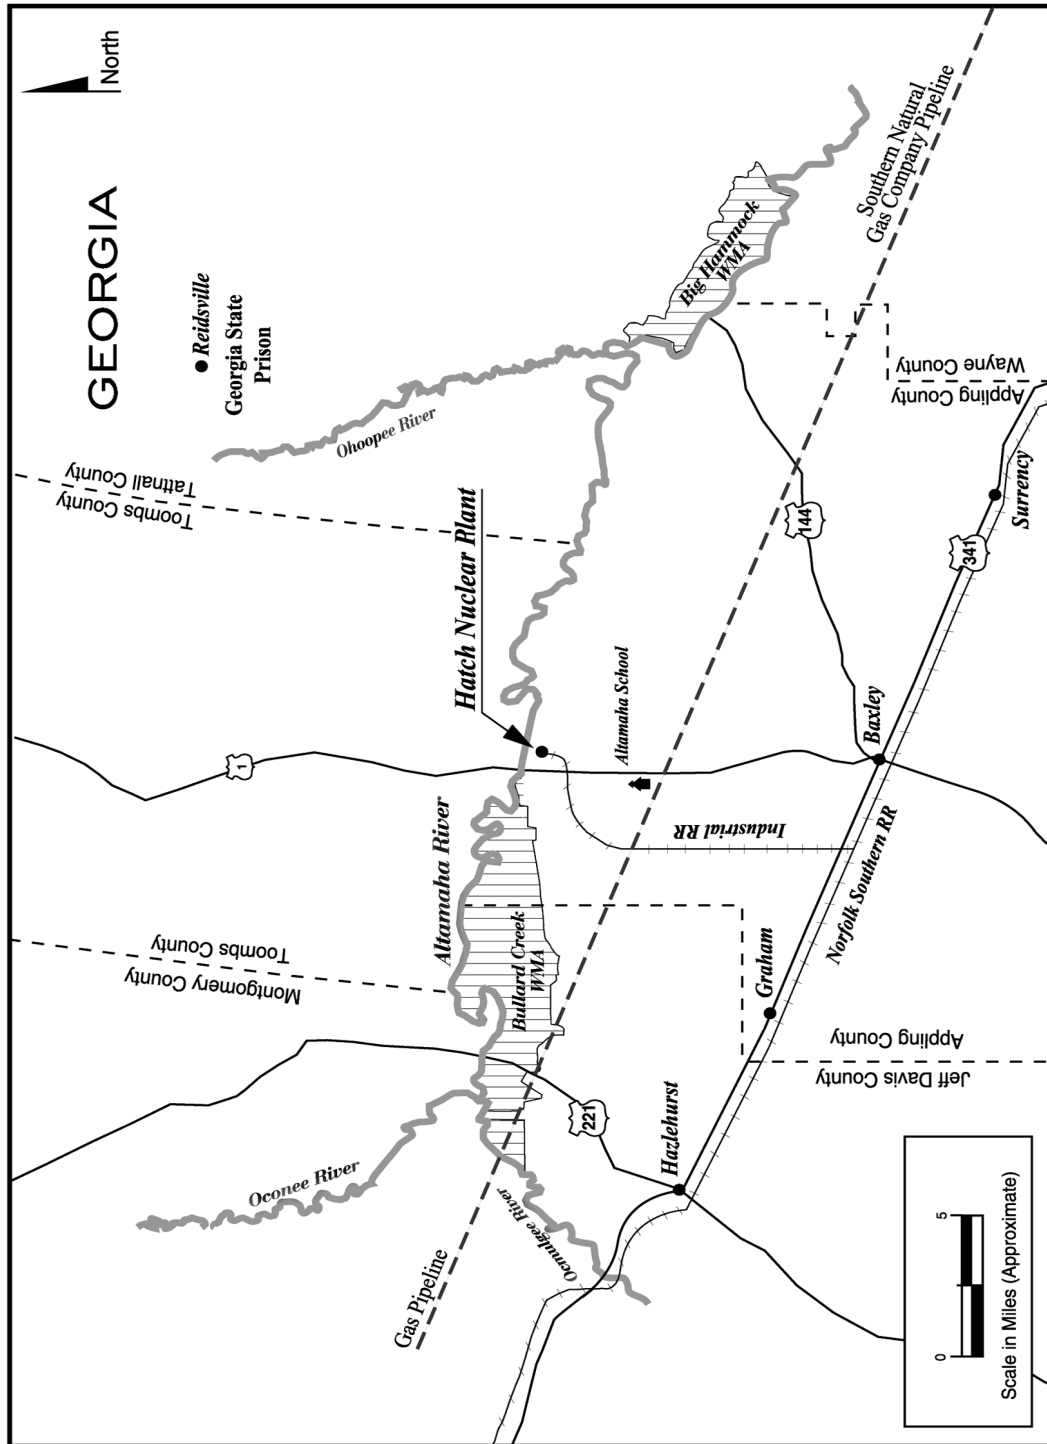 GEORGIA
North
Reidsville
Georgia State
Prison
Tattnall County
Toombs County
Ohoopee River
Hatch Nuclear Plant
1
Toombs County
Montgomery County
Altamaha River
Oconee River
Bullard Creek
WMA
Big Hammock
WMA
Southern Natural
Gas Company Pipeline
Altamaha School
Industrial RR
144
Wayne County
Appling County
341
Surrency
Baxley
Norfolk Southern RR
Graham
Appling County
Jeff Davis County
Hazlehurst
221
Ocmulgee River
Gas Pipeline
0 5
Scale in Miles (Approximate)